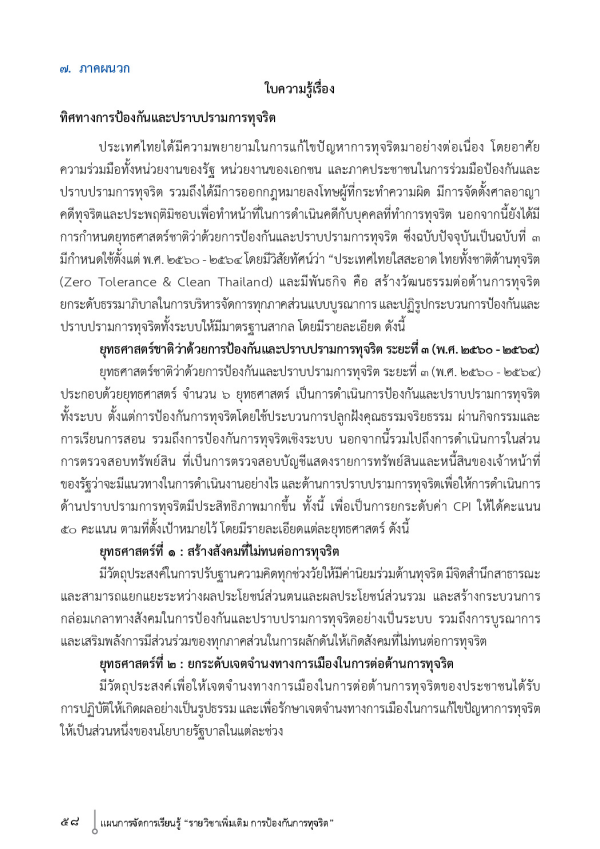 ๗. ภาคผนวก
ใบความรู้เรื่อง
ทิศทางการป้องกันและปราบปรามการทุจริต
ประเทศไทยได้มีความพยายามในการแก้ไขปัญหาการทุจริตมาอย่างต่อเนื่อง โดยอาศัย
ความร่วมมือทั้งหน่วยงานของรัฐ หน่วยงานของเอกชน และภาคประชาชนในการร่วมมือป้องกันและ
ปราบปรามการทุจริต รวมถึงได้มีการออกกฎหมายลงโทษผู้ที่กระทำความผิด มีการจัดตั้งศาลอาญา
คดีทุจริตและประพฤติมิชอบเพื่อทำหน้าที่ในการดำเนินคดีกับบุคคลที่ทำการทุจริต นอกจากนี้ยังได้มี
การกำหนดยุทธศาสตร์ชาติว่าด้วยการป้องกันและปราบปรามการทุจริต ซึ่งฉบับปัจจุบันเป็นฉบับที่ ๓
มีกำหนดใช้ตั้งแต่ พ.ศ. ๒๕๖๐ - ๒๕๖๔ โดยมีวิสัยทัศน์ว่า “ประเทศไทยใสสะอาด ไทยทั้งชาติต้านทุจริต
(Zero Tolerance & Clean Thailand) และมีพันธกิจ คือ สร้างวัฒนธรรมต่อต้านการทุจริต
ยกระดับธรรมาภิบาลในการบริหารจัดการทุกภาคส่วนแบบบูรณาการ และปฏิรูปกระบวนการป้องกันและ
ปราบปรามการทุจริตทั้งระบบให้มีมาตรฐานสากล โดยมีรายละเอียด ดังนี้
ยุทธศาสตร์ชาติว่าด้วยการป้องกันและปราบปรามการทุจริต ระยะที่ ๓ (พ.ศ. ๒๕๖๐ - ๒๕๖๔)
ยุทธศาสตร์ชาติว่าด้วยการป้องกันและปราบปรามการทุจริต ระยะที่ ๓ (พ.ศ. ๒๕๖๐ - ๒๕๖๔)
ประกอบด้วยยุทธศาสตร์ จำนวน ๖ ยุทธศาสตร์ เป็นการดำเนินการป้องกันและปราบปรามการทุจริต
ทั้งระบบ ตั้งแต่การป้องกันการทุจริตโดยใช้ประบวนการปลูกฝังคุณธรรมจริยธรรม ผ่านกิจกรรมและ
การเรียนการสอน รวมถึงการป้องกันการทุจริตเชิงระบบ นอกจากนี้รวมไปถึงการดำเนินการในส่วน
การตรวจสอบทรัพย์สิน ที่เป็นการตรวจสอบบัญชีแสดงรายการทรัพย์สินและหนี้สินของเจ้าหน้าที่
ของรัฐว่าจะมีแนวทางในการดำเนินงานอย่างไร และด้านการปราบปรามการทุจริตเพื่อให้การดำเนินการ
ด้านปราบปรามการทุจริตมีประสิทธิภาพมากขึ้น ทั้งนี้ เพื่อเป็นการยกระดับค่า CPI ให้ได้คะแนน
๕๐ คะแนน ตามที่ตั้งเป้าหมายไว้ โดยมีรายละเอียดแต่ละยุทธศาสตร์ ดังนี้
ยุทธศาสตร์ที่ ๑ : สร้างสังคมที่ไม่ทนต่อการทุจริต
มีวัตถุประสงค์ในการปรับฐานความคิดทุกช่วงวัยให้มีค่านิยมร่วมต้านทุจริต มีจิตสำนึกสาธารณะ
และสามารถแยกแยะระหว่างผลประโยชน์ส่วนตนและผลประโยชน์ส่วนรวม และสร้างกระบวนการ
กล่อมเกลาทางสังคมในการป้องกันและปราบปรามการทุจริตอย่างเป็นระบบ รวมถึงการบูรณาการ
และเสริมพลังการมีส่วนร่วมของทุกภาคส่วนในการผลักดันให้เกิดสังคมที่ไม่ทนต่อการทุจริต
ยุทธศาสตร์ที่ ๒ : ยกระดับเจตจำนงทางการเมืองในการต่อต้านการทุจริต
มีวัตถุประสงค์เพื่อให้เจตจำนงทางการเมืองในการต่อต้านการทุจริตของประชาชนได้รับ
การปฏิบัติให้เกิดผลอย่างเป็นรูปธรรม และเพื่อรักษาเจตจำนงทางการเมืองในการแก้ไขปัญหาการทุจริต
ให้เป็นส่วนหนึ่งของนโยบายรัฐบาลในแต่ละช่วง
๕๘ แผนการจัดการเรียนรู้ “รายวิชาเพิ่มเติม การป้องกันการทุจริต”